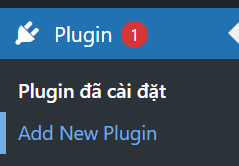 Plugin 1
Plugin đã cài đặt
Add New Plugin